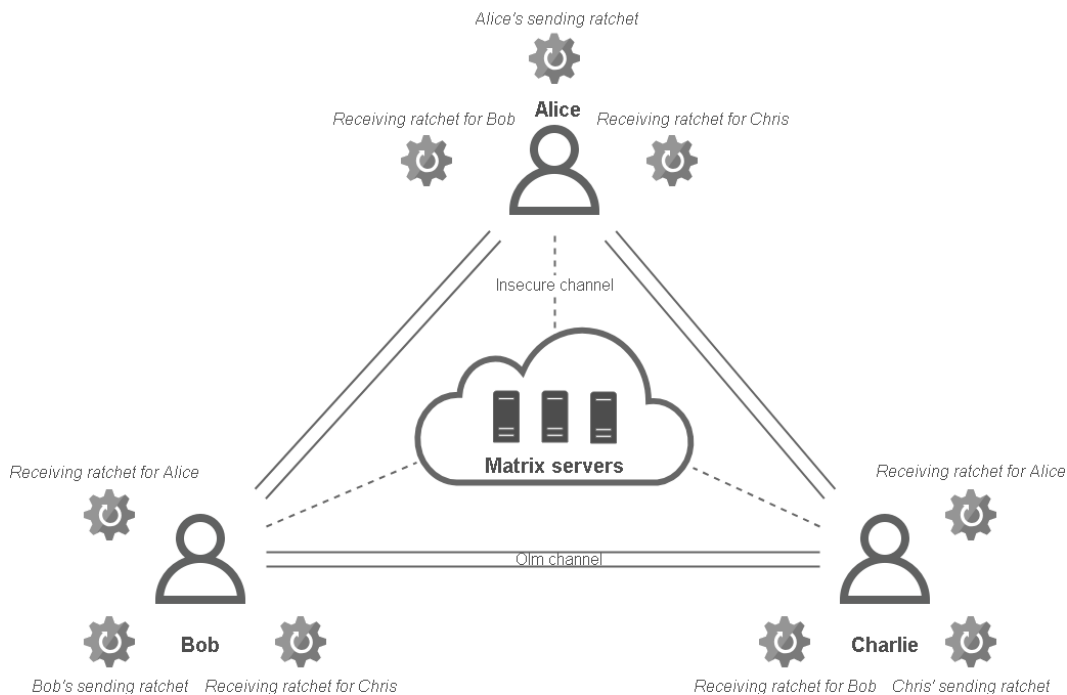 Alice's sending ratchet
Alice
Receiving ratchet for Bob
Receiving ratchet for Chris
Insecure channel
Matrix servers
Receiving ratchet for Alice
Receiving ratchet for Alice
Olm channel
Bob
Charlie
Bob's sending ratchet
Receiving ratchet for Chris
Receiving ratchet for Bob
Chris' sending ratchet